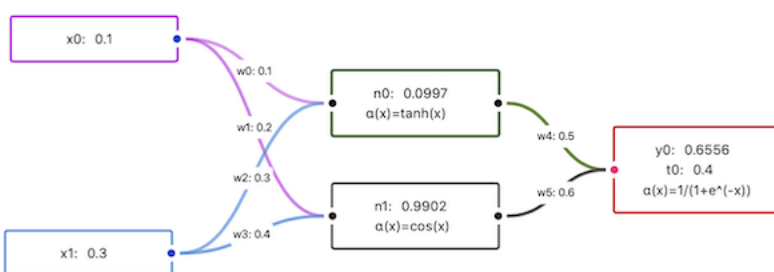 x0: 0.1
w0: 0.1
w1: 0.2
w2: 0.3
w3: 0.4
x1: 0.3
n0: 0.0997
α(x)=tanh(x)
n1: 0.9902
α(x)=cos(x)
w4: 0.5
w5: 0.6
y0: 0.6556
t0: 0.4
α(x)=1/(1+e^(-x))